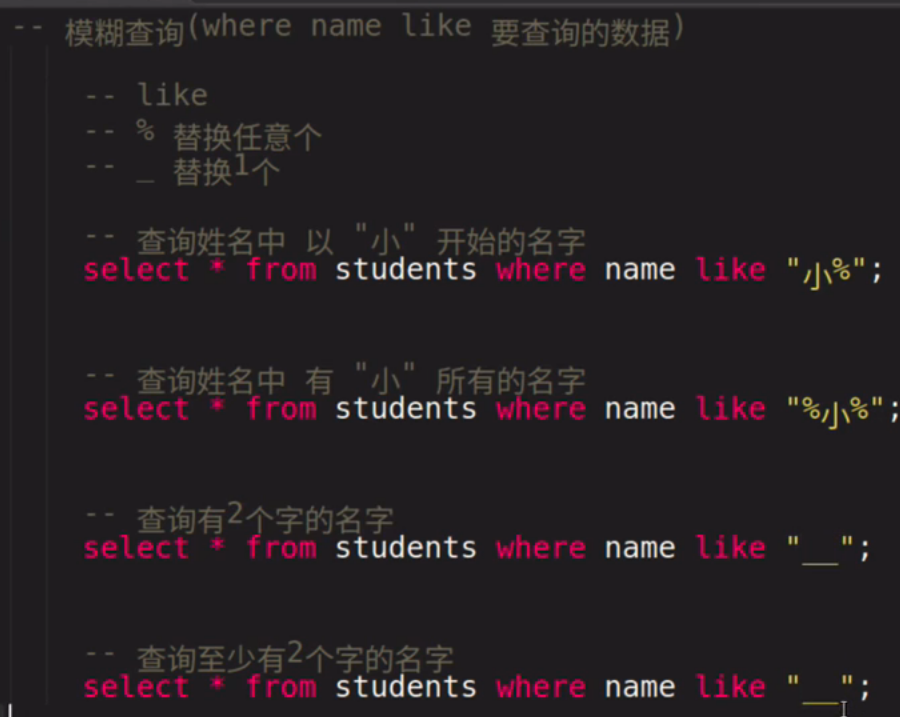 -- 模糊查询(where name like 要查询的数据)
-- like
-- % 替换任意个
-- _ 替换1个
-- 查询姓名中 以 "小" 开始的名字
select * from students where name like "小%";
-- 查询姓名中 有 "小" 所有的名字
select * from students where name like "%小%";
-- 查询有2个字的名字
select * from students where name like "__";
-- 查询至少有2个字的名字
select * from students where name like "__";